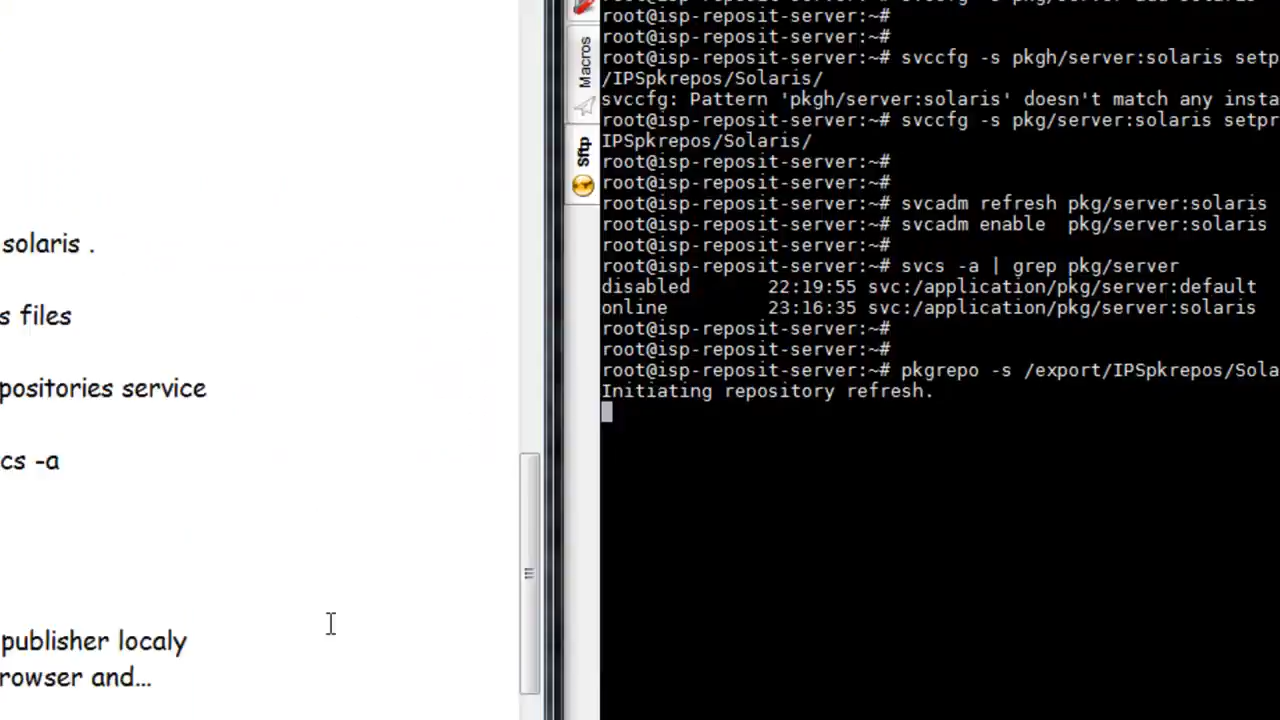 solaris .
s files
positories service
cs -a
publisher localy
rowser and...
Macros
Sftp
root@isp-reposit-server:~#
root@isp-reposit-server:~#
root@isp-reposit-server:~# svccfg -s pkgh/server:solaris setp
/IPSpkrepos/Solaris/
svccfg: Pattern 'pkgh/server:solaris' doesn't match any insta
root@isp-reposit-server:~# svccfg -s pkg/server:solaris setpr
IPSpkrepos/Solaris/
root@isp-reposit-server:~#
root@isp-reposit-server:~#
root@isp-reposit-server:~# svcadm refresh pkg/server:solaris
root@isp-reposit-server:~# svcadm enable  pkg/server:solaris
root@isp-reposit-server:~#
root@isp-reposit-server:~# svcs -a | grep pkg/server
disabled       22:19:55 svc:/application/pkg/server:default
online         23:16:35 svc:/application/pkg/server:solaris
root@isp-reposit-server:~#
root@isp-reposit-server:~#
root@isp-reposit-server:~# pkgrepo -s /export/IPSpkrepos/Sola
Initiating repository refresh.